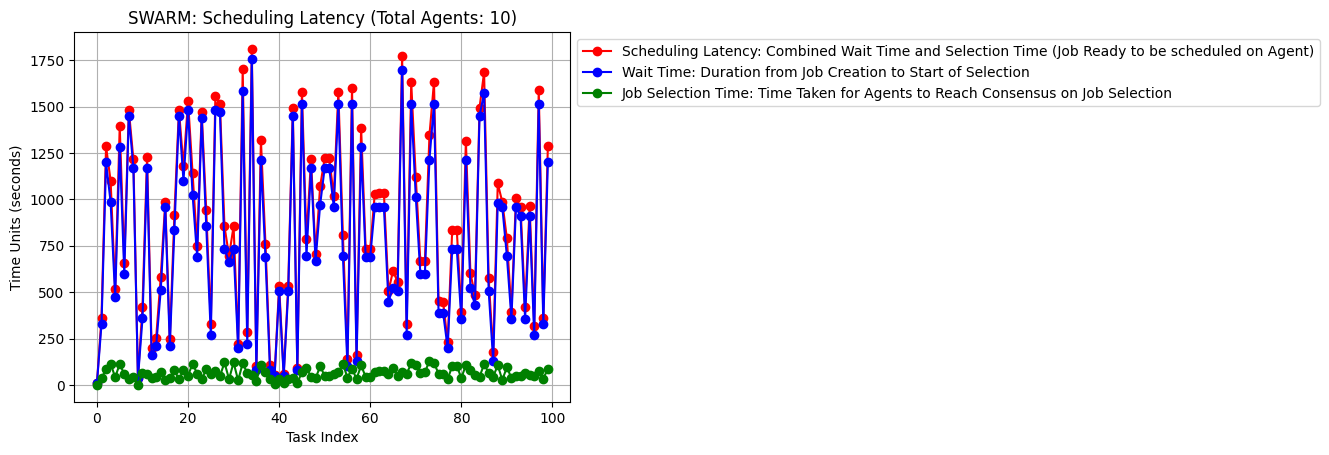 SWARM: Scheduling Latency (Total Agents: 10)
Scheduling Latency: Combined Wait Time and Selection Time (Job Ready to be scheduled on Agent)
Wait Time: Duration from Job Creation to Start of Selection
Job Selection Time: Time Taken for Agents to Reach Consensus on Job Selection
Time Units (seconds)
1750
1500
1250
1000
750
500
250
0
0 20 40 60 80 100
Task Index